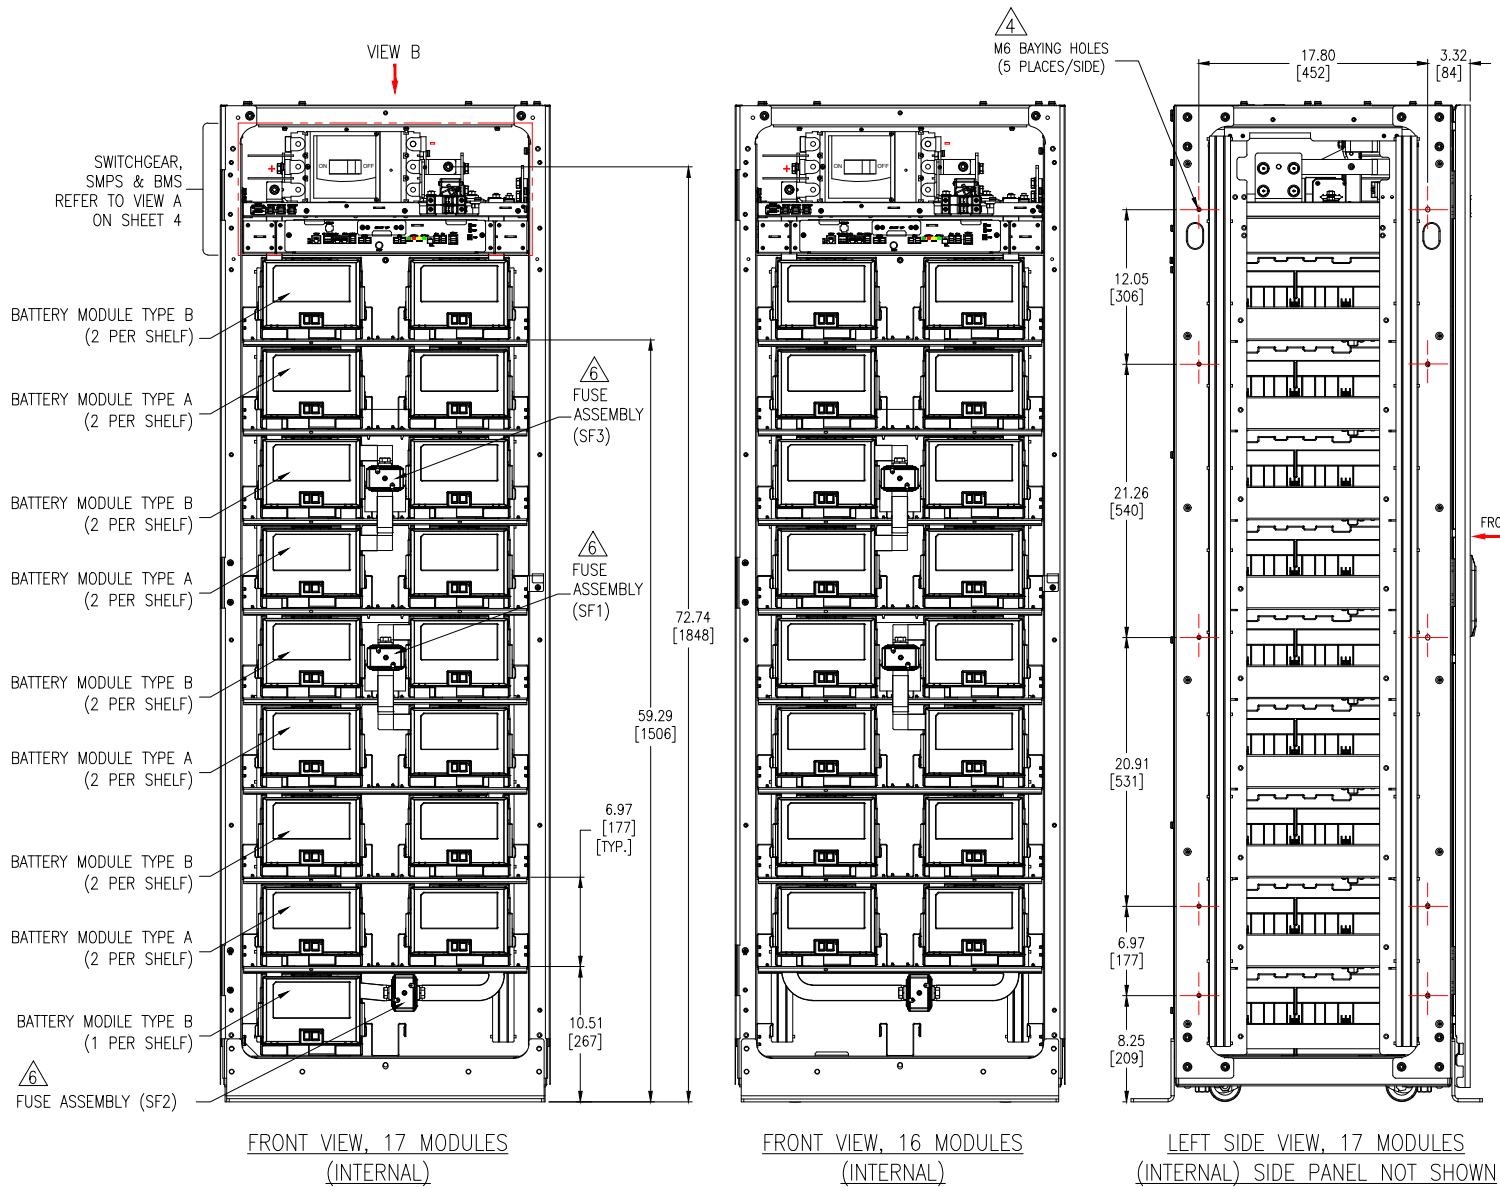 VIEW B
SWITCHGEAR,
SMPS & BMS
REFER TO VIEW A
ON SHEET 4
ON
OFF
+
-
BATTERY MODULE TYPE B
(2 PER SHELF)
BATTERY MODULE TYPE A
(2 PER SHELF)
BATTERY MODULE TYPE B
(2 PER SHELF)
BATTERY MODULE TYPE A
(2 PER SHELF)
BATTERY MODULE TYPE B
(2 PER SHELF)
BATTERY MODULE TYPE A
(2 PER SHELF)
BATTERY MODULE TYPE B
(2 PER SHELF)
BATTERY MODULE TYPE A
(2 PER SHELF)
BATTERY MODILE TYPE B
(1 PER SHELF)
6
FUSE ASSEMBLY (SF2)
6
FUSE
ASSEMBLY
(SF3)
6
FUSE
ASSEMBLY
(SF1)
72.74
[1848]
59.29
[1506]
6.97
[177]
[TYP.]
10.51
[267]
FRONT VIEW, 17 MODULES
(INTERNAL)
ON
OFF
+
-
FRONT VIEW, 16 MODULES
(INTERNAL)
4
M6 BAYING HOLES
(5 PLACES/SIDE)
17.80
[452]
3.32
[84]
12.05
[306]
21.26
[540]
FRO
20.91
[531]
6.97
[177]
8.25
[209]
LEFT SIDE VIEW, 17 MODULES
(INTERNAL) SIDE PANEL NOT SHOWN